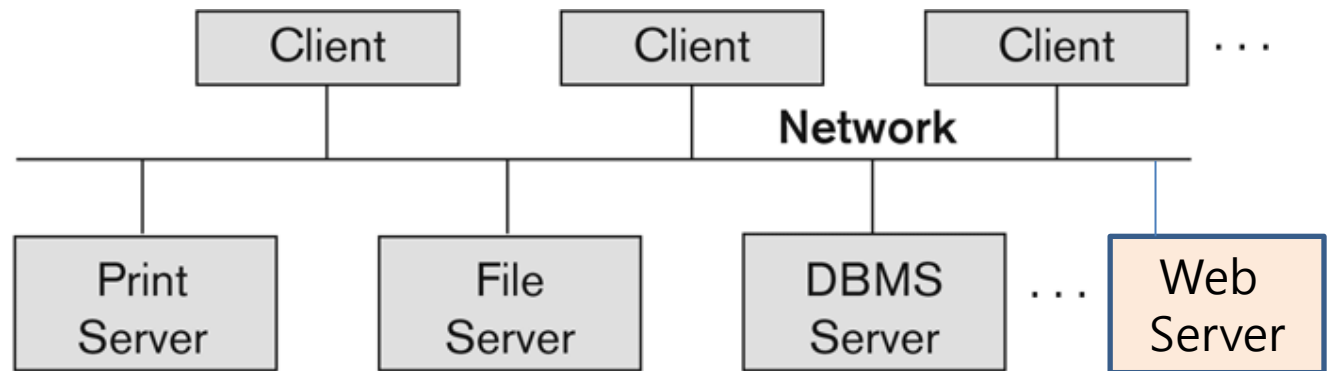 Client
Client
Client
. . .
Network
Print
Server
File
Server
DBMS
Server
. . .
Web
Server